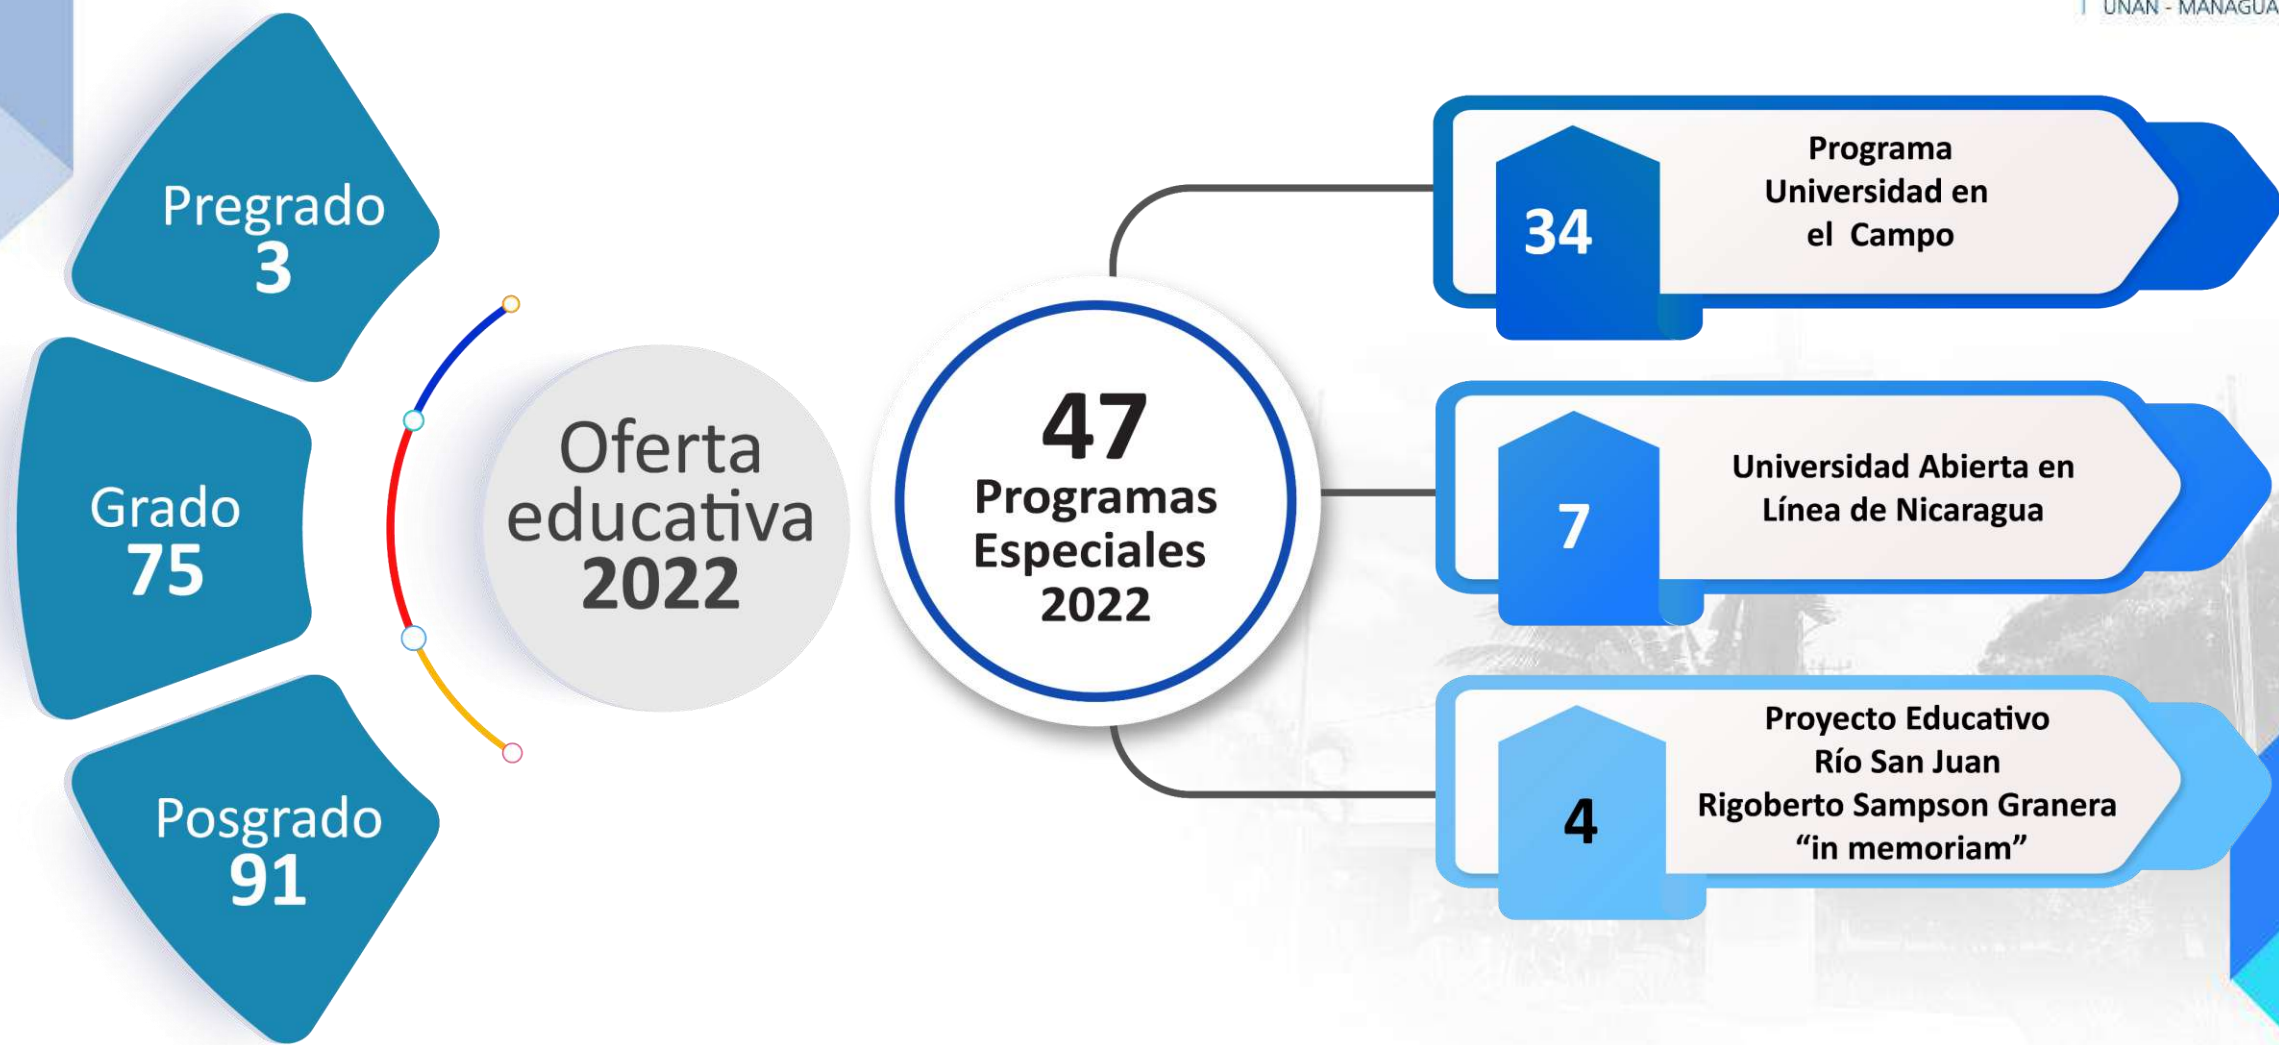 UNAN - MANAGUA
Pregrado
3
Grado
75
Posgrado
91
Oferta
educativa
2022
47
Programas
Especiales
2022
34
Programa
Universidad en
el Campo
7
Universidad Abierta en
Línea de Nicaragua
4
Proyecto Educativo
Río San Juan
Rigoberto Sampson Granera
“in memoriam”